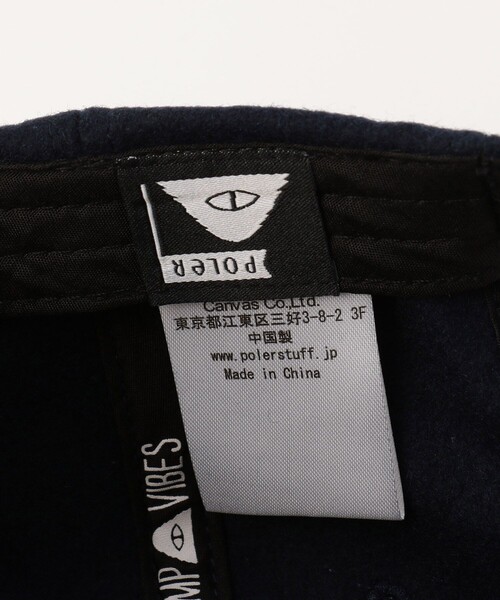 POLER
Canvas Co.,Ltd.
東京都江東区三好3-8-2 3F
中国製
www.polerstuff.jp
Made in China
MP VIBES